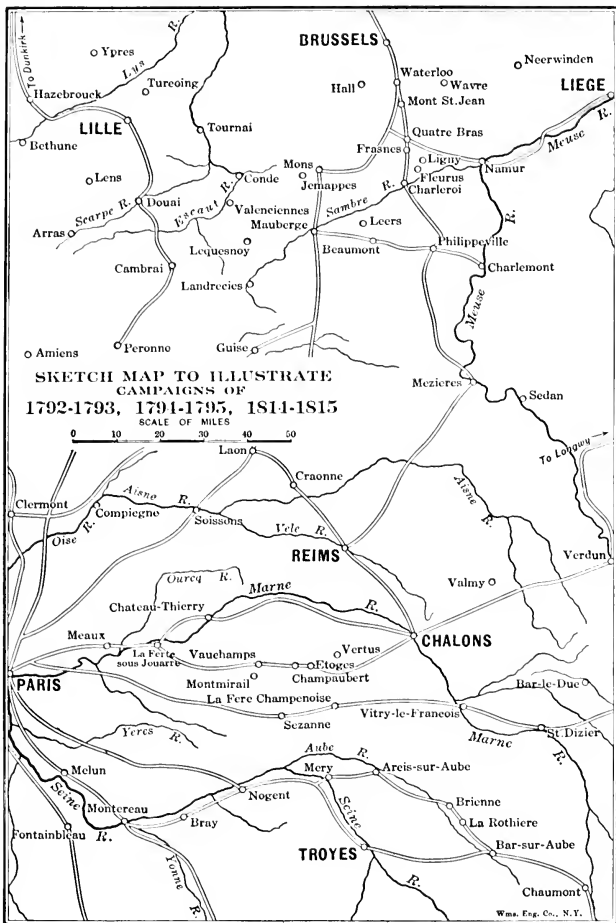 BRUSSELS
Ypres
Lys
R.
To Dunkirk
Neerwinden
Hall
Waterloo
Wavre
Turcoing
Hazebrouck
Mont St. Jean
LIEGE
LILLE
Tournai
Quatre Bras
Meuse R.
Bethune
Frasnes
Ligny
Mons
Namur
Fleurus
Lens
Conde
Jemappes
Charleroi
Scarpe R.
Douai
Escaut R.
Valenciennes
Sambre R.
R.
Mauberge
Leers
Arras
Lequesnoy
Beaumont
Philippeville
Cambrai
Charlemont
Landrecies
Meuse
Amiens
Peronne
Guise
SKETCH MAP TO ILLUSTRATE
CAMPAIGNS OF
1792-1793, 1794-1795, 1814-1815
SCALE OF MILES
0 10 20 30 40 50
Mezieres
Sedan
Laon
To Longwy
Craonne
Clermont
Aisne R.
Compiegne
Aisne R.
Soissons
Oise R.
Vele R.
REIMS
Verdun
Ourcq R.
Valmy
Marne R.
Chateau-Thierry
CHALONS
Meaux
La Ferte
sous Jouarre
Vauchamps
Vertus
Etoges
PARIS
Montmirail
Champaubert
Bar-le-Duc
La Fere Champenoise
Sezanne
Vitry-le-Francois
St. Dizier
Yeres R.
Marne R.
Aube R.
Melun
Mery
Arcis-sur-Aube
Seine R.
Montereau
Nogent
Brienne
Seine R.
Fontainbleau
Bray
La Rothiere
TROYES
Bar-sur-Aube
Yonne R.
Chaumont
Wms. Eng. Co., N.Y.